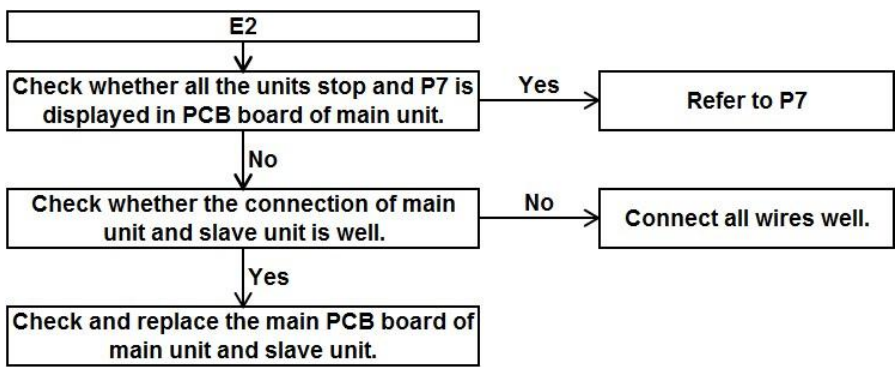 E2
Check whether all the units stop and P7 is
displayed in PCB board of main unit.
Yes
Refer to P7
No
Check whether the connection of main
unit and slave unit is well.
No
Connect all wires well.
Yes
Check and replace the main PCB board of
main unit and slave unit.